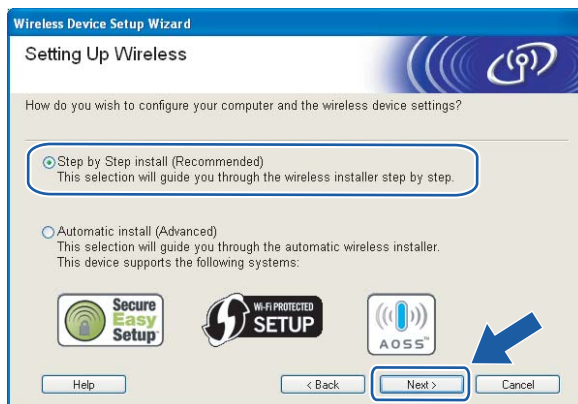 Wireless Device Setup Wizard
Setting Up Wireless
How do you wish to configure your computer and the wireless device settings?
Step by Step install (Recommended)
This selection will guide you through the wireless installer step by step.
Automatic install (Advanced)
This selection will guide you through the automatic wireless installer.
This device supports the following systems:
Secure
Easy
Setup
Wi-Fi PROTECTED
SETUP
AOSS™
Help
< Back
Next >
Cancel